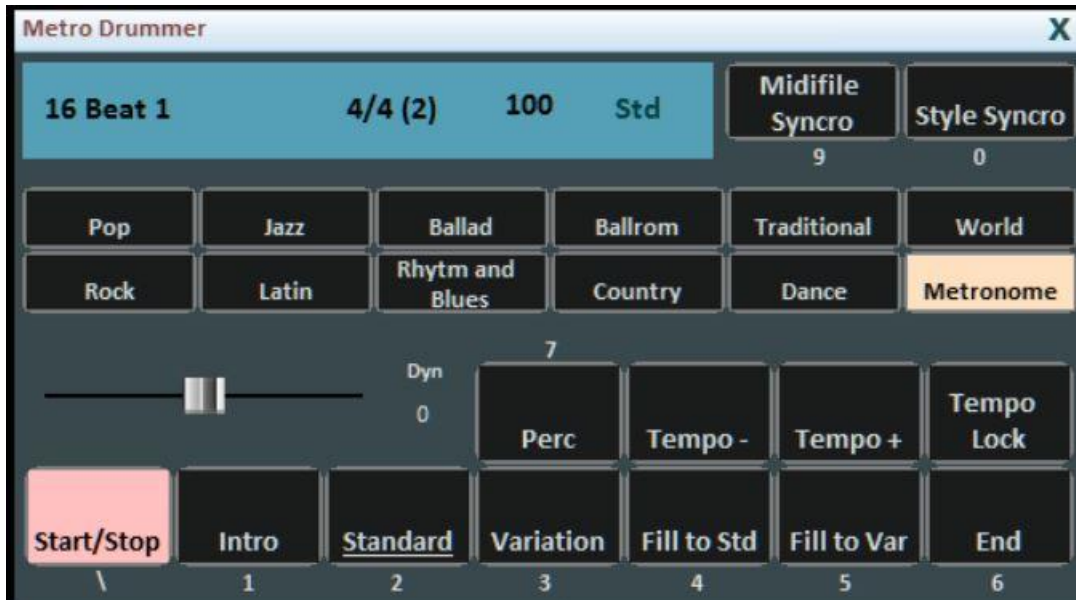 Metro Drummer X
16 Beat 1 4/4 (2) 100 Std
Midifile
Syncro
Style Syncro
9 0
Pop Jazz Ballad Ballrom Traditional World
Rock Latin Rhytm and
Blues Country Dance Metronome
7
Dyn
0
Perc Tempo - Tempo + Tempo
Lock
Start/Stop Intro Standard Variation Fill to Std Fill to Var End
\ 1 2 3 4 5 6